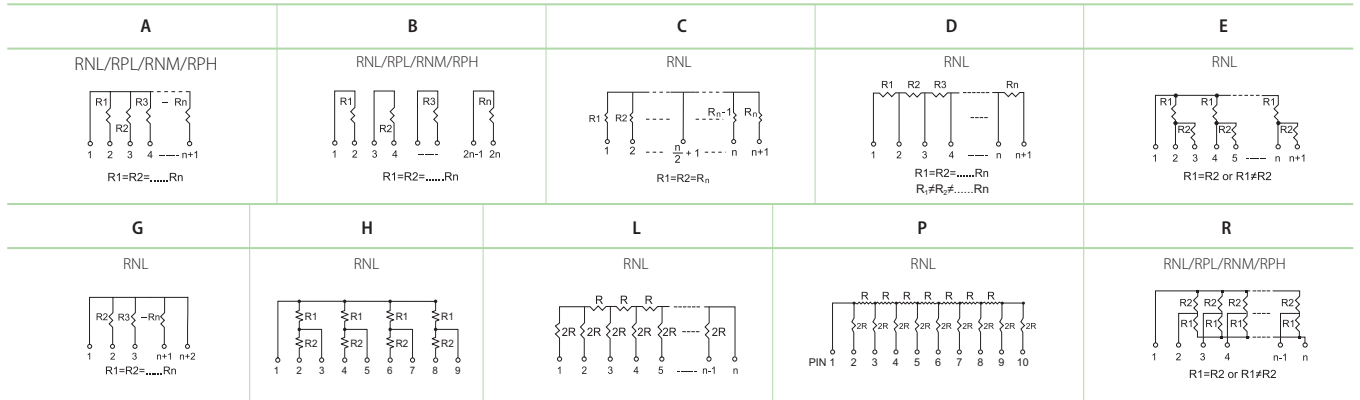 A B C D E
RNL/RPL/RNM/RPH RNL/RPL/RNM/RPH RNL RNL RNL
R1 R2 R3 – Rn
1 2 3 4 ----- n+1
R1=R2=......Rn
R1 R2 R3 Rn
1 2 3 4 ----- 2n-1 2n
R1=R2=......Rn
R1 R2 Rn-1 Rn
1 2 ---- n/2 + 1 ----- n n+1
R1=R2=Rn
R1 R2 R3 Rn
1 2 3 4 ---- n n+1
R1=R2=......Rn
R1≠R2≠......Rn
R1 R1 R1
R2 R2 R2
1 2 3 4 5 ----- n n+1
R1=R2 or R1≠R2
G H L P R
RNL RNL RNL RNL RNL/RPL/RNM/RPH
R2 R3 –Rn
1 2 3 n+1 n+2
R1=R2=......Rn
R1 R1 R1 R1
R2 R2 R2 R2
1 2 3 4 5 6 7 8 9
R R R
2R 2R 2R 2R 2R 2R
1 2 3 4 5 ----- n-1 n
R R R R R R R
2R 2R 2R 2R 2R 2R 2R 2R 2R
PIN 1 2 3 4 5 6 7 8 9 10
R2 R2 R2 R2
R1 R1 R1 R1
1 2 3 4 n-1 n
R1=R2 or R1≠R2